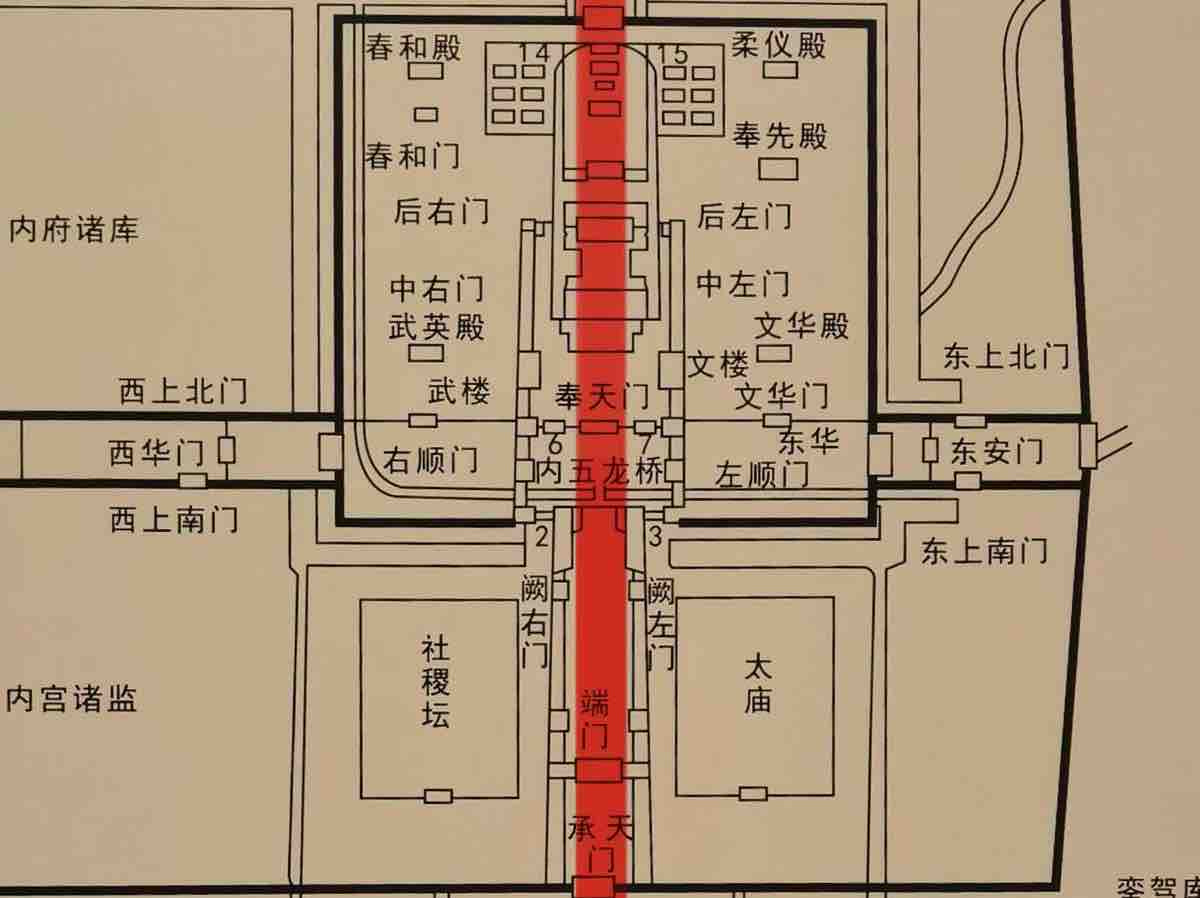 春和殿
14
15
柔仪殿
奉先殿
春和门
后右门
后左门
内府诸库
中右门
中左门
武英殿
文华殿
东上北门
文楼
西上北门
武楼
奉天门
文华门
6
7
东华
西华门
右顺门
内五龙桥
左顺门
东安门
西上南门
2
3
东上南门
阙右门
阙左门
社稷坛
太庙
内宫诸监
端门
承天门
銮驾库